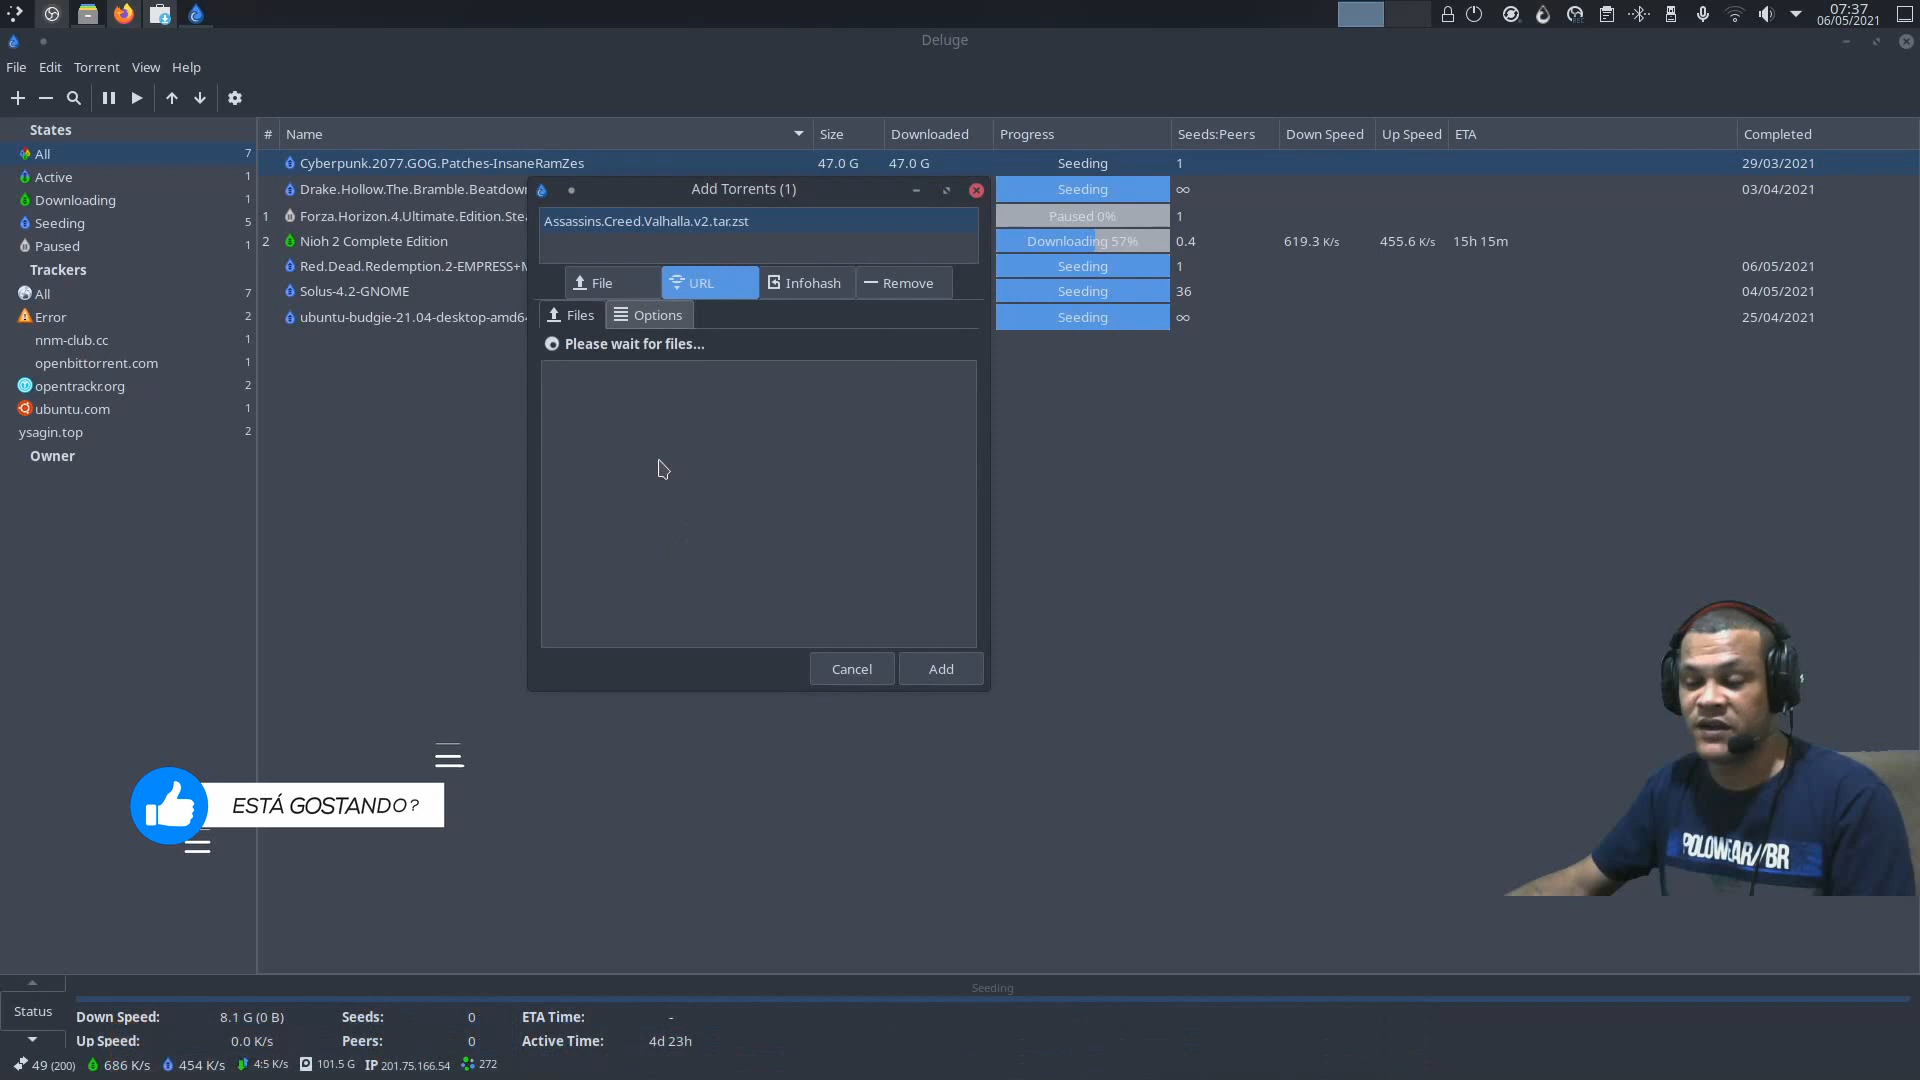 07:37
06/05/2021
Deluge
File Edit Torrent View Help
States
All 7
Active 1
Downloading 1
Seeding 5
Paused 1
Trackers
All 7
Error 2
nnm-club.cc 1
openbittorrent.com 1
opentrackr.org 2
ubuntu.com 1
ysagin.top 2
Owner
# Name Size Downloaded Progress Seeds:Peers Down Speed Up Speed ETA Completed
Cyberpunk.2077.GOG.Patches-InsaneRamZes 47.0 G 47.0 G Seeding 1 29/03/2021
Drake.Hollow.The.Bramble.Beatdown Seeding ∞ 03/04/2021
1 Forza.Horizon.4.Ultimate.Edition.Stea Paused 0% 1
2 Nioh 2 Complete Edition Downloading 57% 0.4 619.3 K/s 455.6 K/s 15h 15m
Red.Dead.Redemption.2-EMPRESS+M Seeding 1 06/05/2021
Solus-4.2-GNOME Seeding 36 04/05/2021
ubuntu-budgie-21.04-desktop-amd64 Seeding ∞ 25/04/2021
Add Torrents (1)
Assassins.Creed.Valhalla.v2.tar.zst
File URL Infohash Remove
Files Options
Please wait for files...
Cancel Add
ESTÁ GOSTANDO?
POLOWEAR//BR
Seeding
Status
Down Speed: 8.1 G (0 B) Seeds: 0 ETA Time: -
Up Speed: 0.0 K/s Peers: 0 Active Time: 4d 23h
49 (200) 686 K/s 454 K/s 4:5 K/s 101.5 G IP 201.75.166.54 272